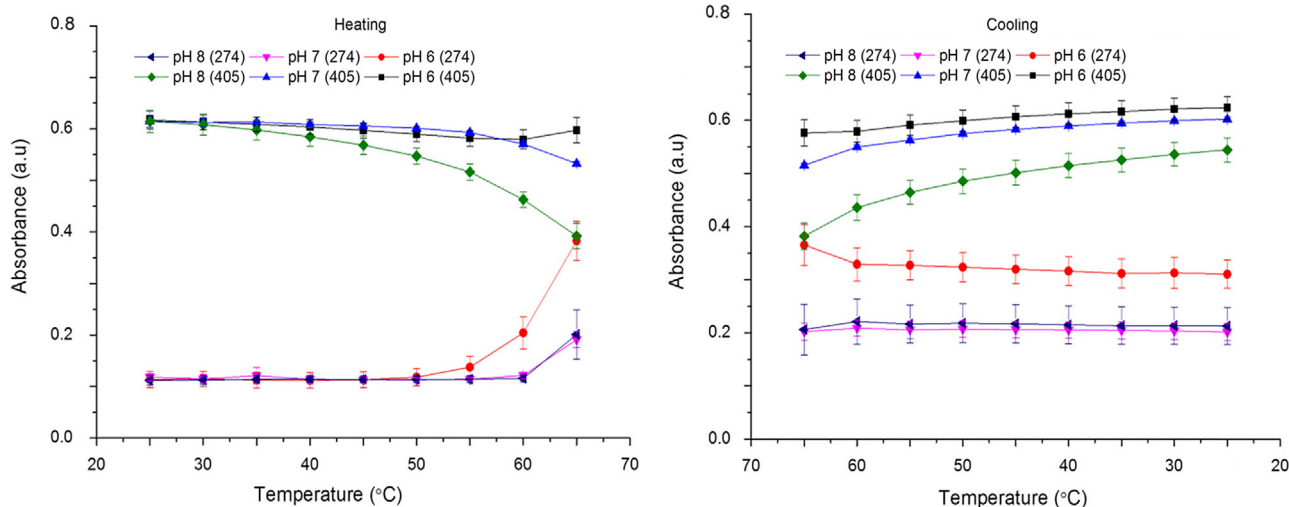 Heating
pH 8 (274) pH 7 (274) pH 6 (274)
pH 8 (405) pH 7 (405) pH 6 (405)
Absorbance (a.u)
0.8
0.6
0.4
0.2
0.0
20 30 40 50 60 70
Temperature (°C)
Cooling
pH 8 (274) pH 7 (274) pH 6 (274)
pH 8 (405) pH 7 (405) pH 6 (405)
Absorbance (a.u)
0.8
0.6
0.4
0.2
0.0
70 60 50 40 30 20
Temperature (°C)